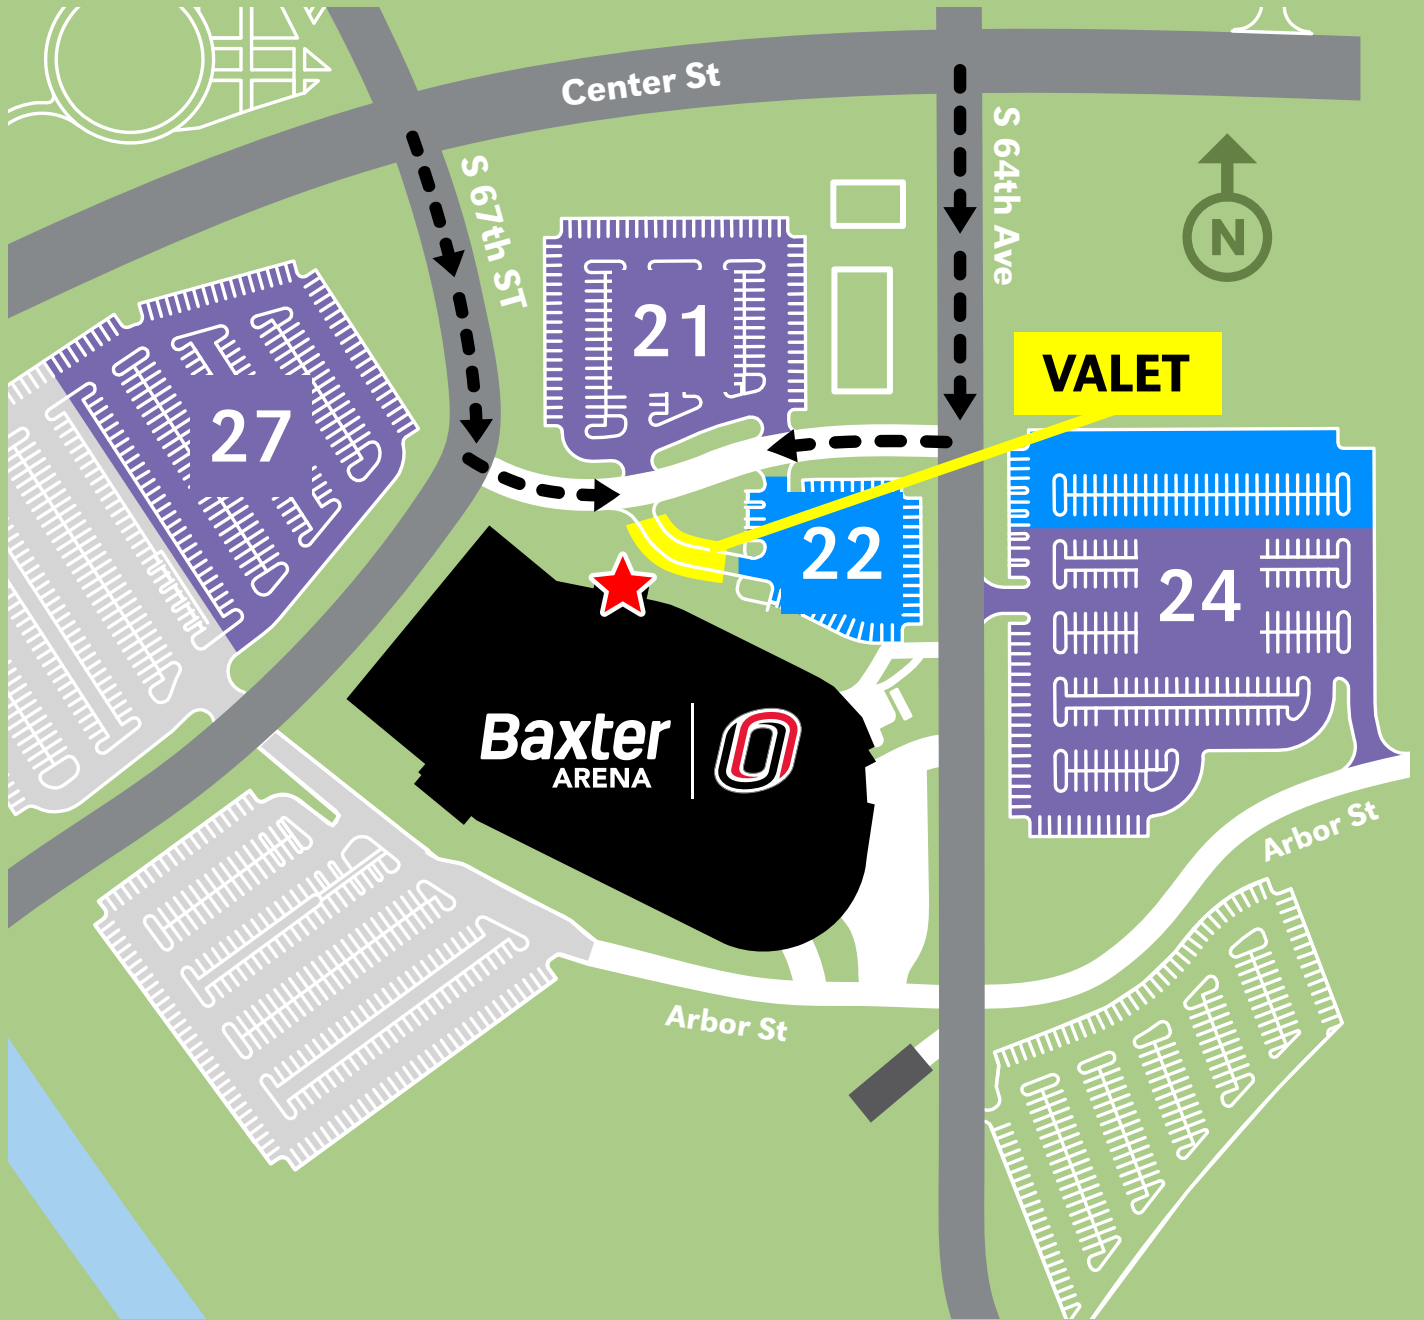 Center St
S 67th ST
S 64th Ave
N
21
VALET
27
22
24
Baxter
ARENA
O
Arbor St
Arbor St